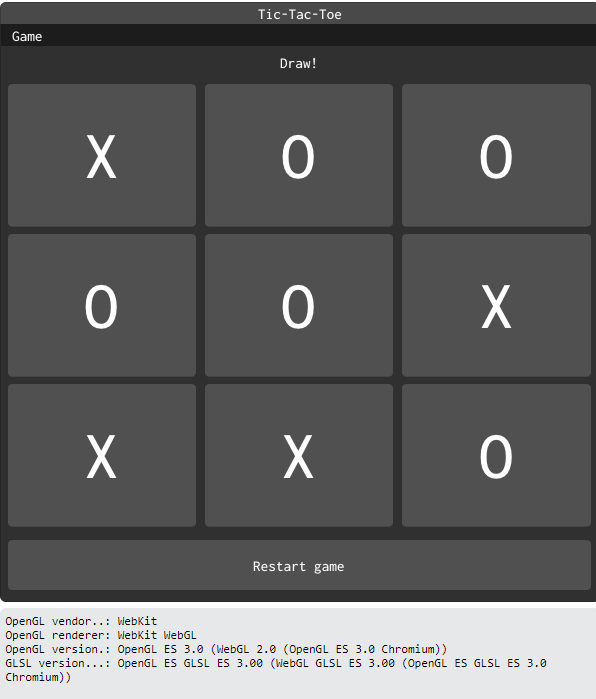 Tic-Tac-Toe
Game
Draw!
X O O
O O X
X X O
Restart game
OpenGL vendor..: WebKit
OpenGL renderer: WebKit WebGL
OpenGL version.: OpenGL ES 3.0 (WebGL 2.0 (OpenGL ES 3.0 Chromium))
GLSL version...: OpenGL ES GLSL ES 3.00 (WebGL GLSL ES 3.00 (OpenGL ES GLSL ES 3.0
Chromium))